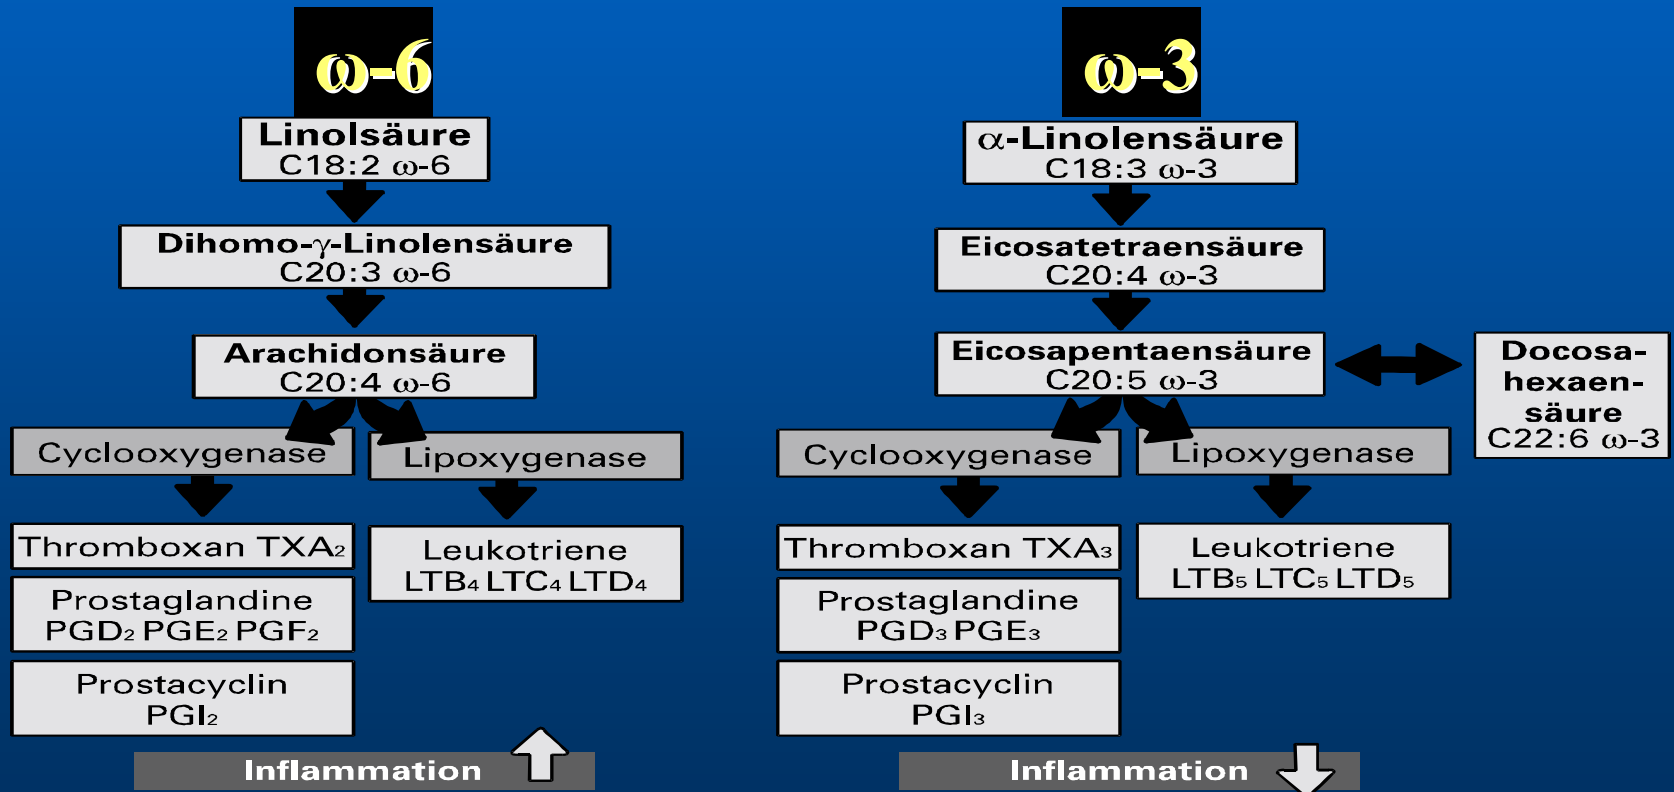 ω-6
Linolsäure
C18:2 ω-6
Dihomo-γ-Linolensäure
C20:3 ω-6
Arachidonsäure
C20:4 ω-6
Cyclooxygenase
Lipoxygenase
Thromboxan TXA₂
Prostaglandine
PGD₂ PGE₂ PGF₂
Prostacyclin
PGI₂
Leukotriene
LTB₄ LTC₄ LTD₄
Inflammation
ω-3
α-Linolensäure
C18:3 ω-3
Eicosatetraensäure
C20:4 ω-3
Eicosapentaensäure
C20:5 ω-3
Docosa-
hexaen-
säure
C22:6 ω-3
Cyclooxygenase
Lipoxygenase
Thromboxan TXA₃
Prostaglandine
PGD₃ PGE₃
Prostacyclin
PGI₃
Leukotriene
LTB₅ LTC₅ LTD₅
Inflammation